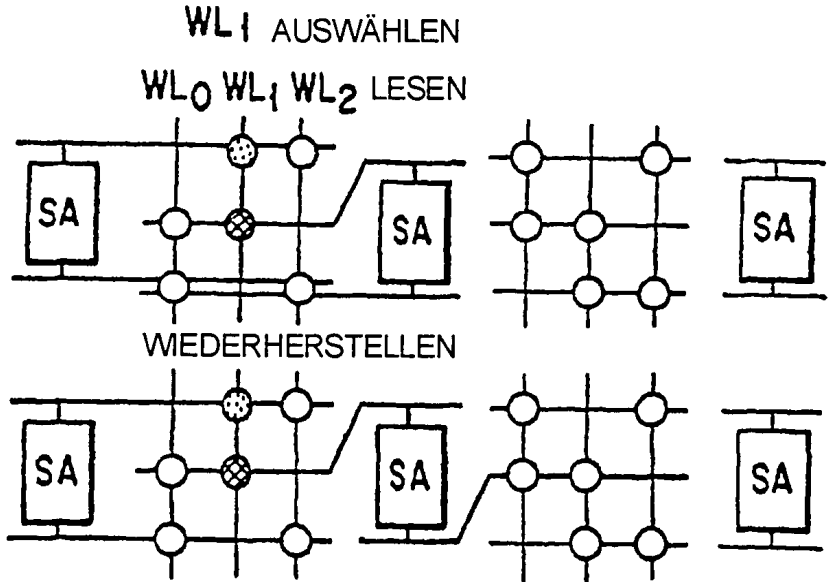 WL1 AUSWÄHLEN
WL0 WL1 WL2 LESEN
SA SA SA
WIEDERHERSTELLEN
SA SA SA